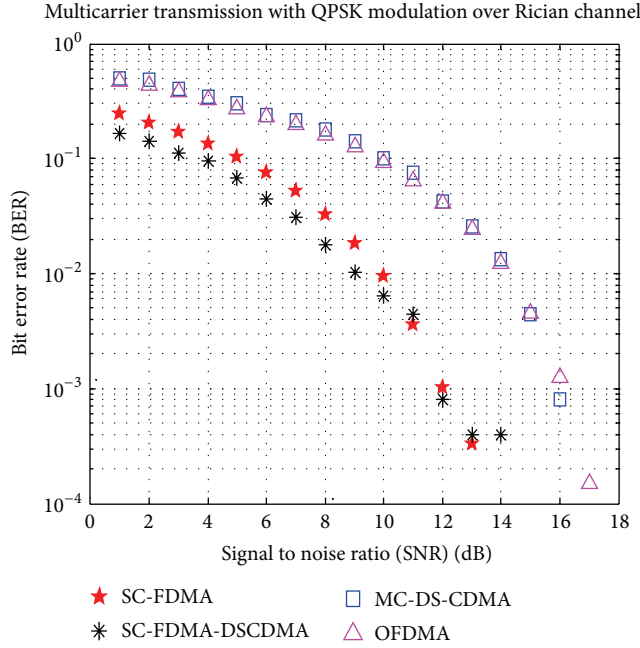 Multicarrier transmission with QPSK modulation over Rician channel
Bit error rate (BER)
10^0
10^−1
10^−2
10^−3
10^−4
0 2 4 6 8 10 12 14 16 18
Signal to noise ratio (SNR) (dB)
SC-FDMA
SC-FDMA-DSCDMA
MC-DS-CDMA
OFDMA